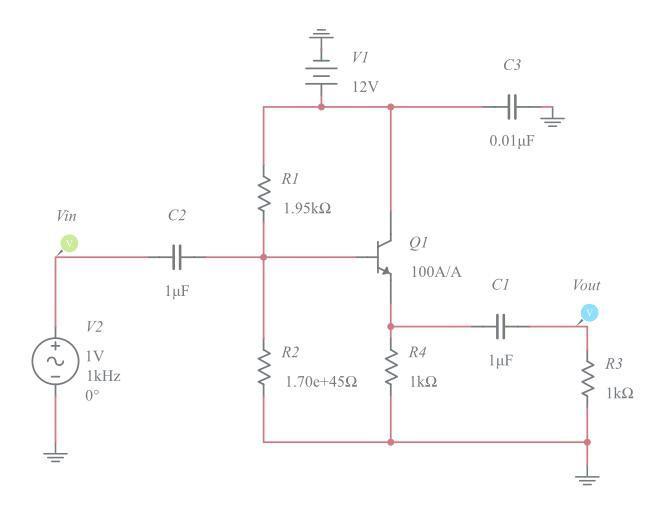 V1
12V
C3
0.01µF
R1
1.95kΩ
Vin
V
C2
1µF
Q1
100A/A
C1
1µF
Vout
V
V2
1V
1kHz
0°
R2
1.70e+45Ω
R4
1kΩ
R3
1kΩ